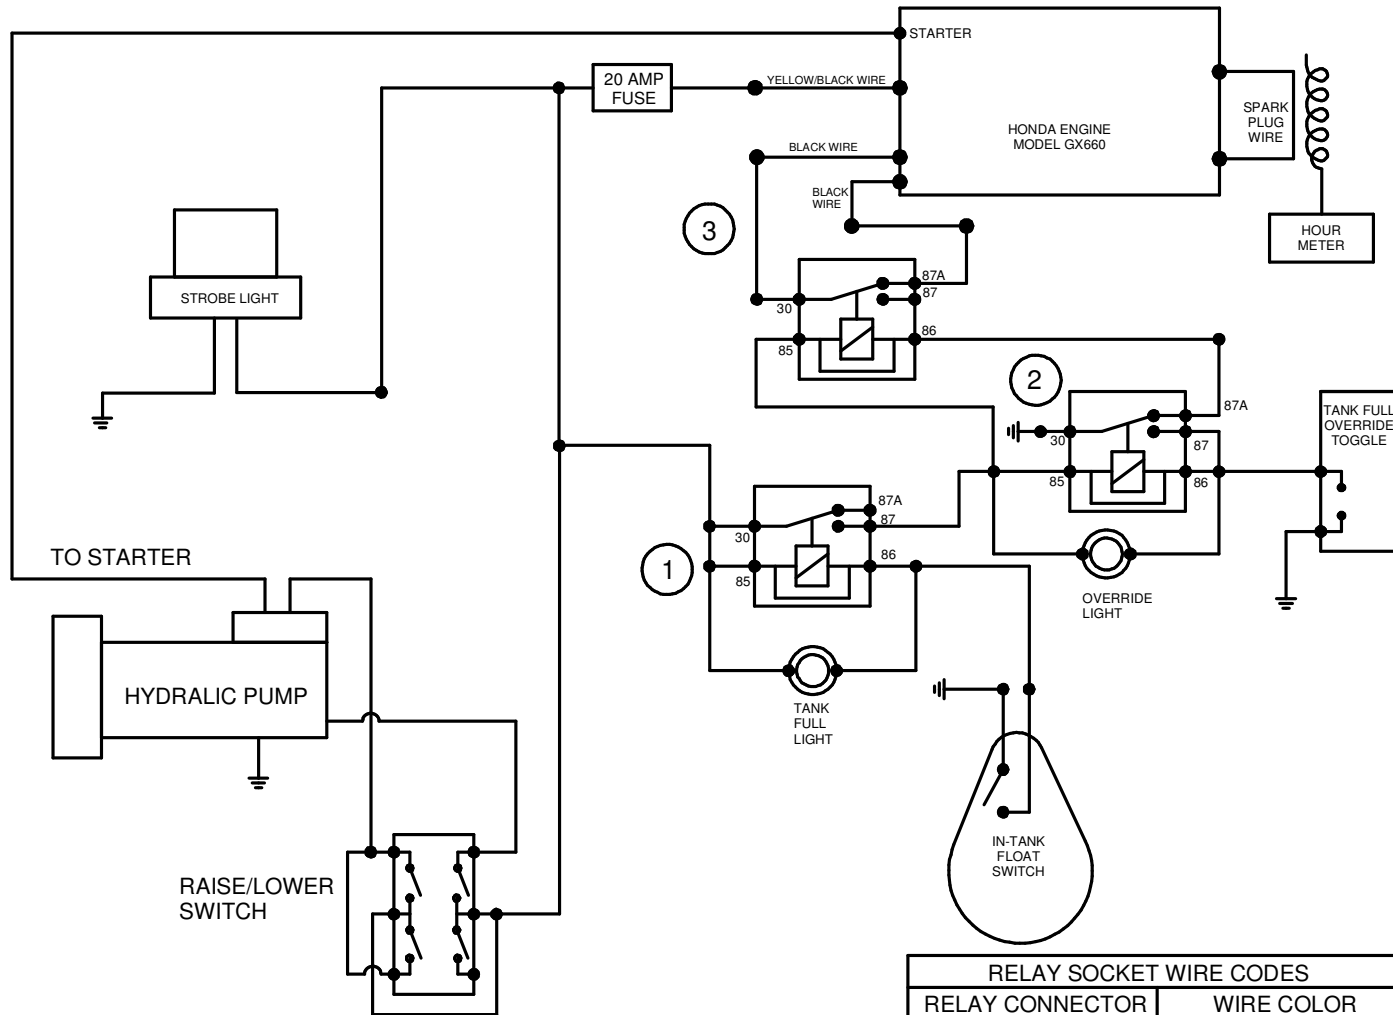 STARTER
20 AMP
FUSE
YELLOW/BLACK WIRE
HONDA ENGINE
MODEL GX660
SPARK
PLUG
WIRE
BLACK WIRE
BLACK
WIRE
3
HOUR
METER
STROBE LIGHT
87A
87
30
86
85
2
87A
30
87
85
86
TANK FULL
OVERRIDE
TOGGLE
87A
87
30
86
85
1
TO STARTER
OVERRIDE
LIGHT
HYDRALIC PUMP
TANK
FULL
LIGHT
IN-TANK
FLOAT
SWITCH
RAISE/LOWER
SWITCH
RELAY SOCKET WIRE CODES
RELAY CONNECTOR
WIRE COLOR